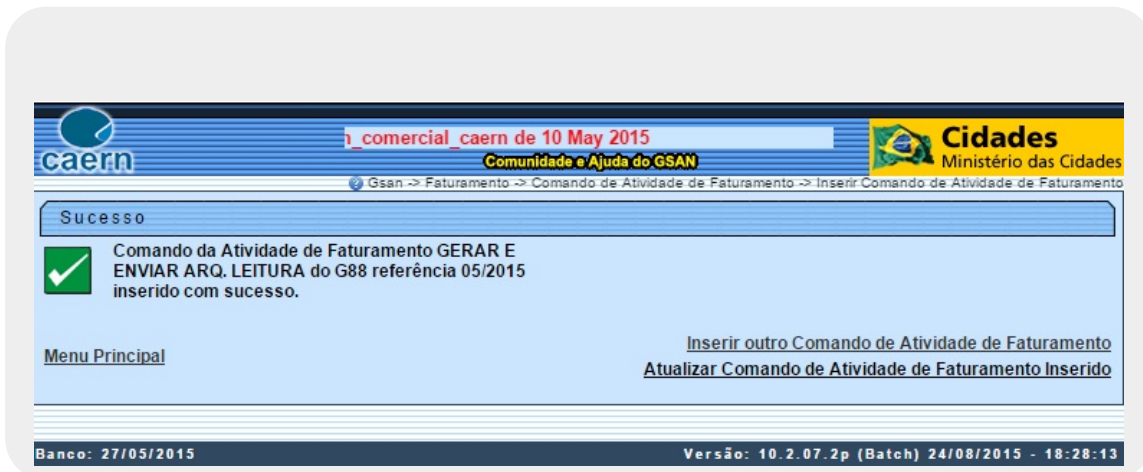 caern
_comercial_caern de 10 May 2015
Comunidade e Ajuda do GSAN
Cidades
Ministério das Cidades
Gsan -> Faturamento -> Comando de Atividade de Faturamento -> Inserir Comando de Atividade de Faturamento
Sucesso
Comando da Atividade de Faturamento GERAR E
ENVIAR ARQ. LEITURA do G88 referência 05/2015
inserido com sucesso.
Menu Principal
Inserir outro Comando de Atividade de Faturamento
Atualizar Comando de Atividade de Faturamento Inserido
Banco: 27/05/2015
Versão: 10.2.07.2p (Batch) 24/08/2015 - 18:28:13